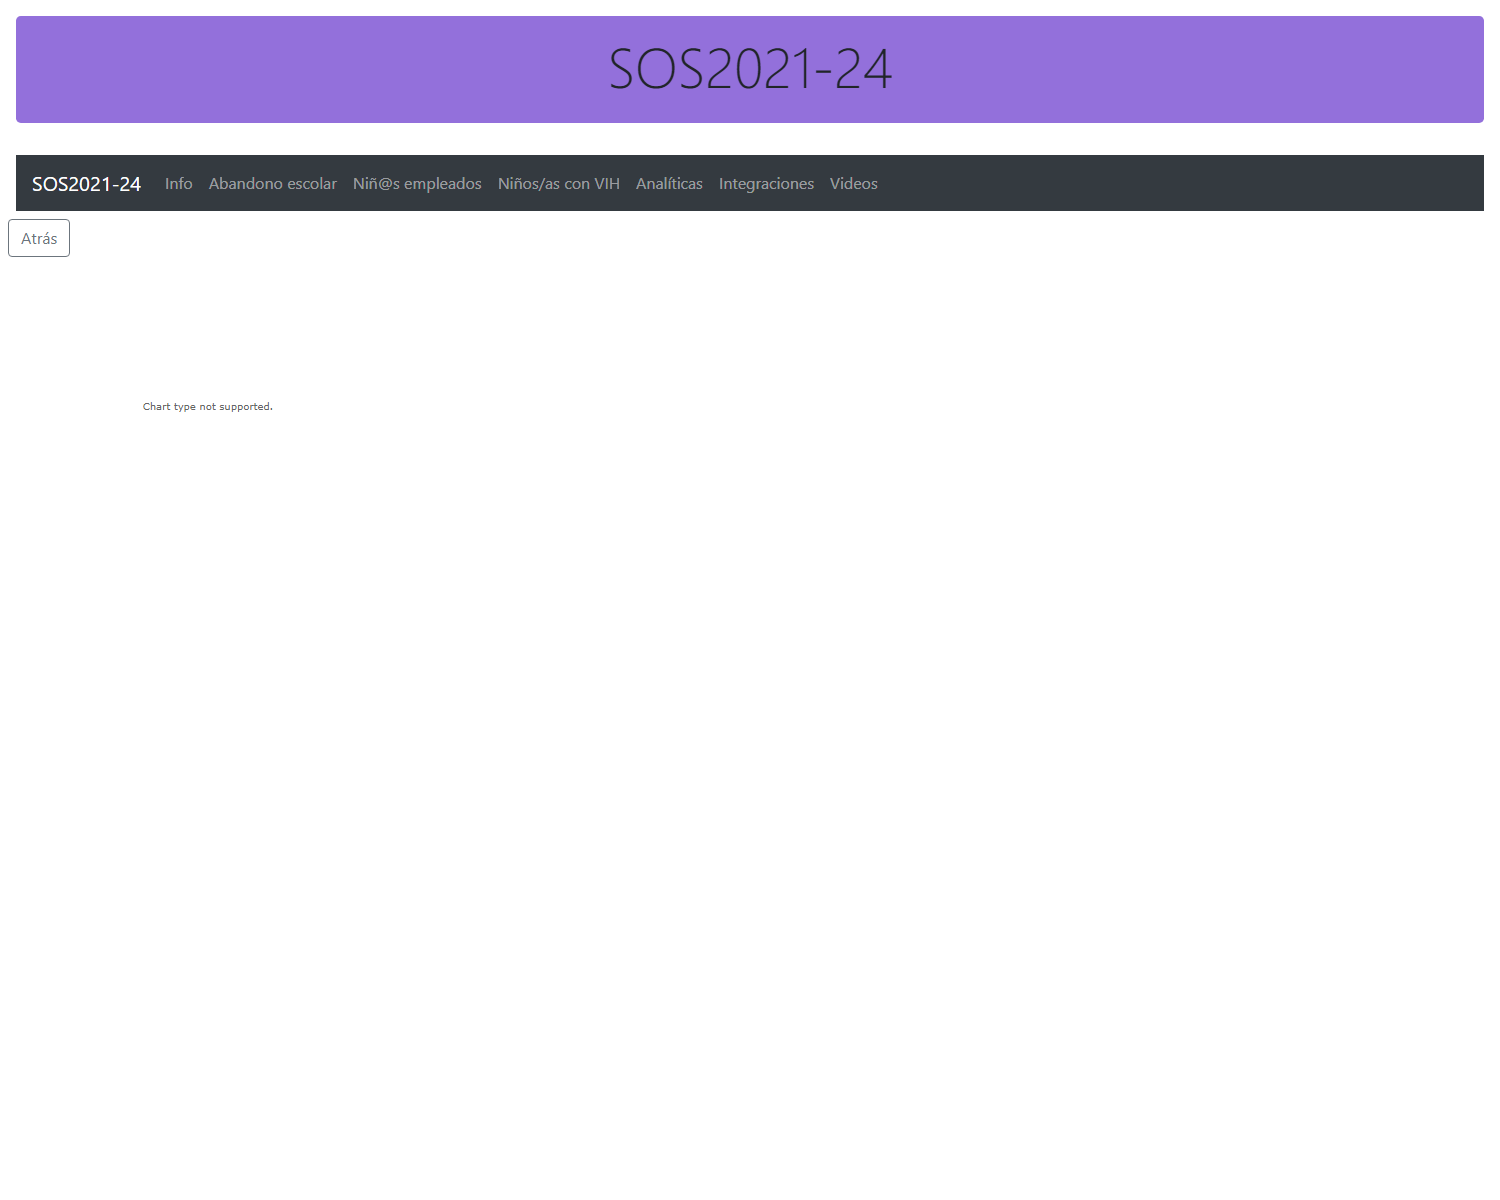 SOS2021-24
SOS2021-24 Info Abandono escolar Niñ@s empleados Niños/as con VIH Analíticas Integraciones Videos
Atrás
Chart type not supported.